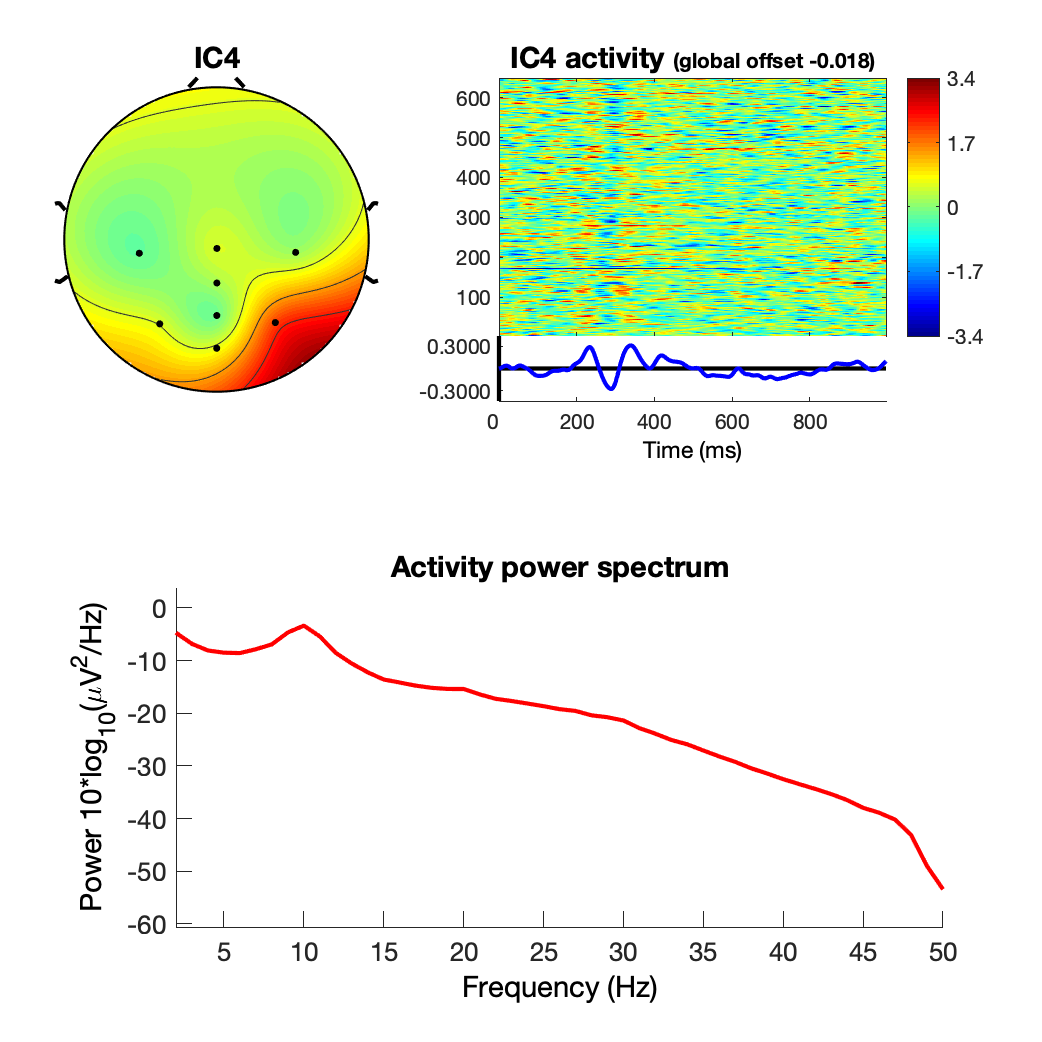 IC4
IC4 activity (global offset -0.018)
600
500
400
300
200
100
0.3000
-0.3000
0 200 400 600 800
Time (ms)
3.4
1.7
0
-1.7
-3.4
Activity power spectrum
Power 10*log10(μV2/Hz)
0
-10
-20
-30
-40
-50
-60
5 10 15 20 25 30 35 40 45 50
Frequency (Hz)